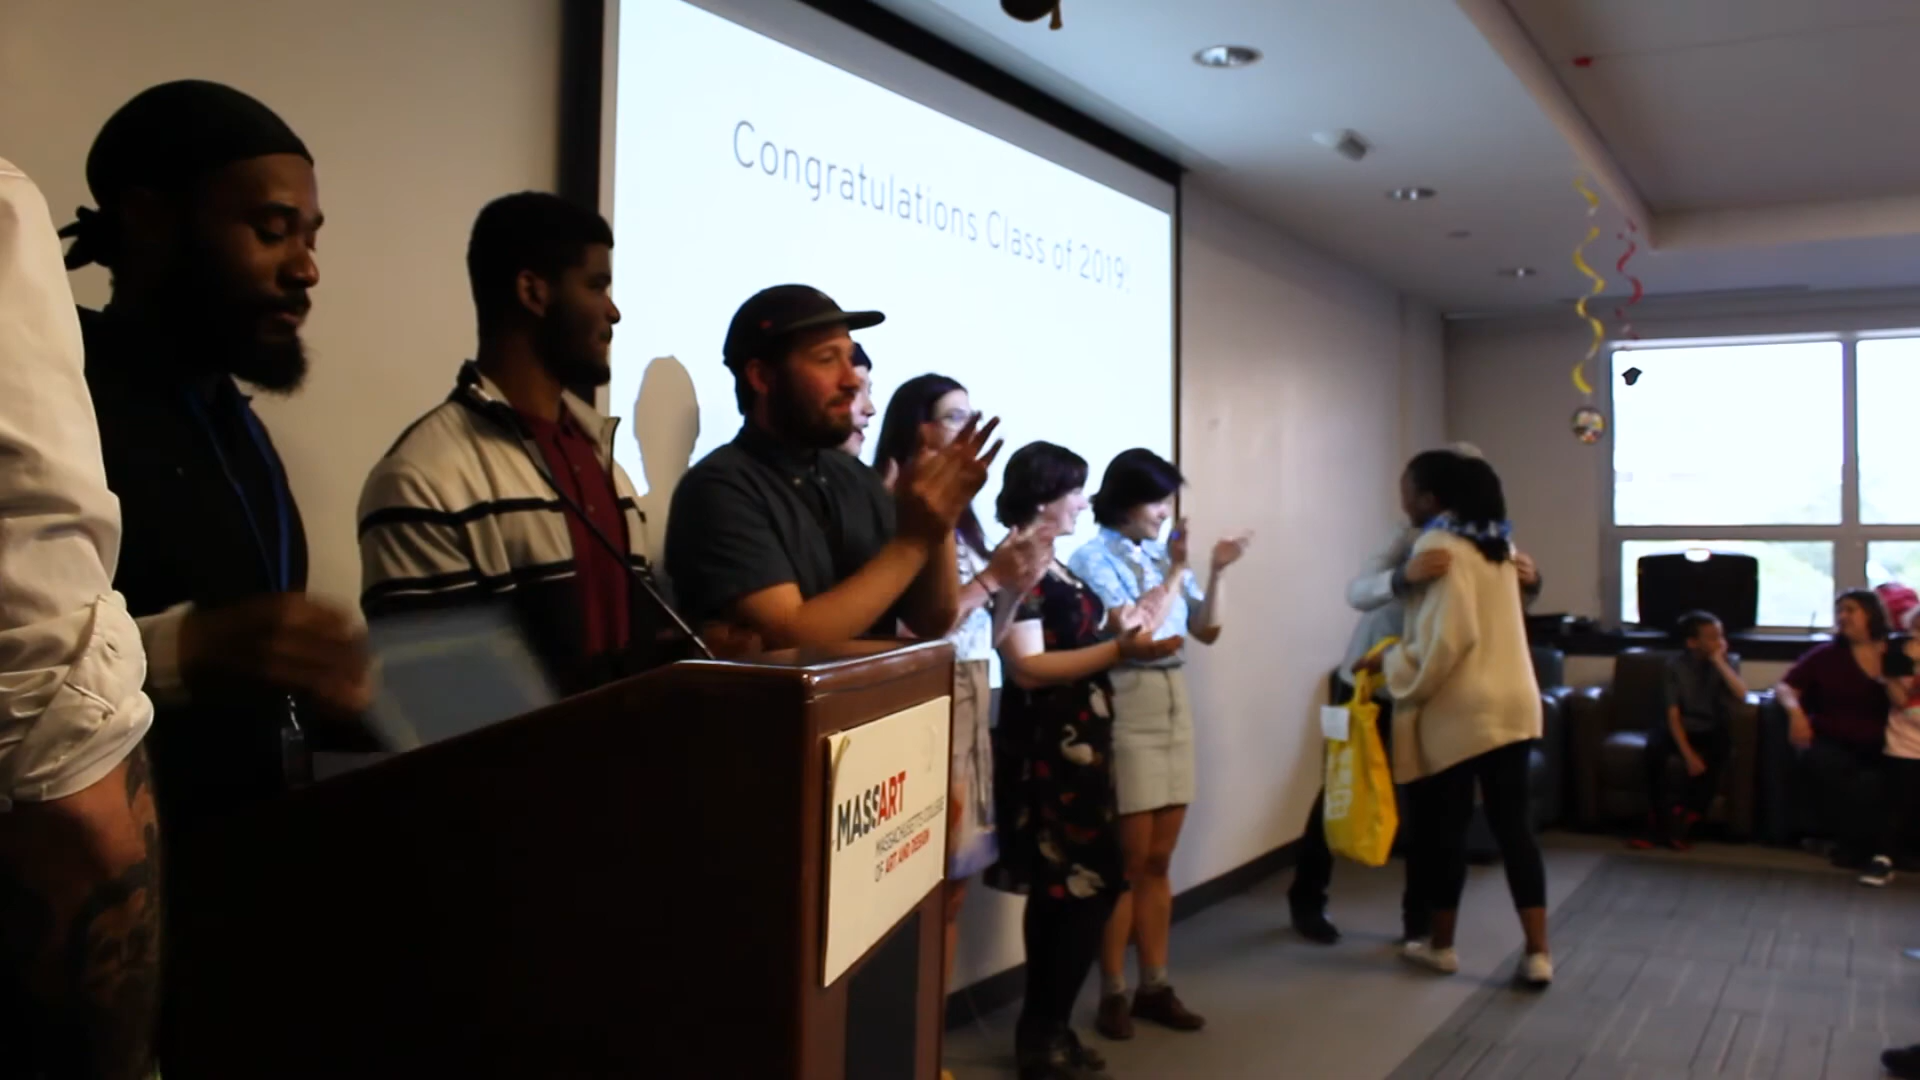 Congratulations Class of 2019!
MASSART
MASSACHUSETTS COLLEGE
OF ART AND DESIGN